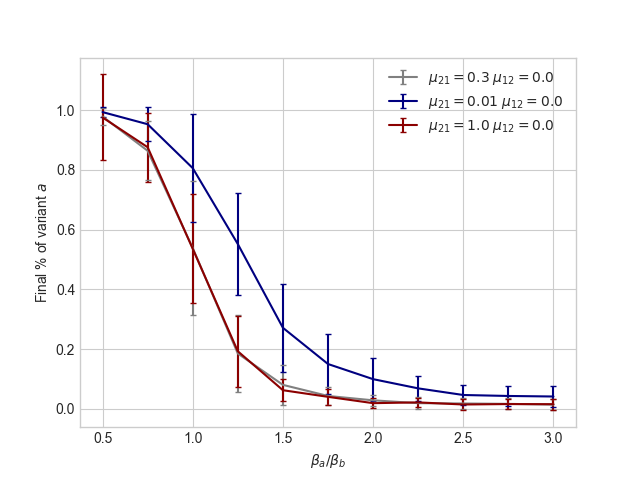 μ21 = 0.3 μ12 = 0.0
μ21 = 0.01 μ12 = 0.0
μ21 = 1.0 μ12 = 0.0
1.0
0.8
0.6
0.4
0.2
0.0
Final % of variant a
0.5 1.0 1.5 2.0 2.5 3.0
βa/βb